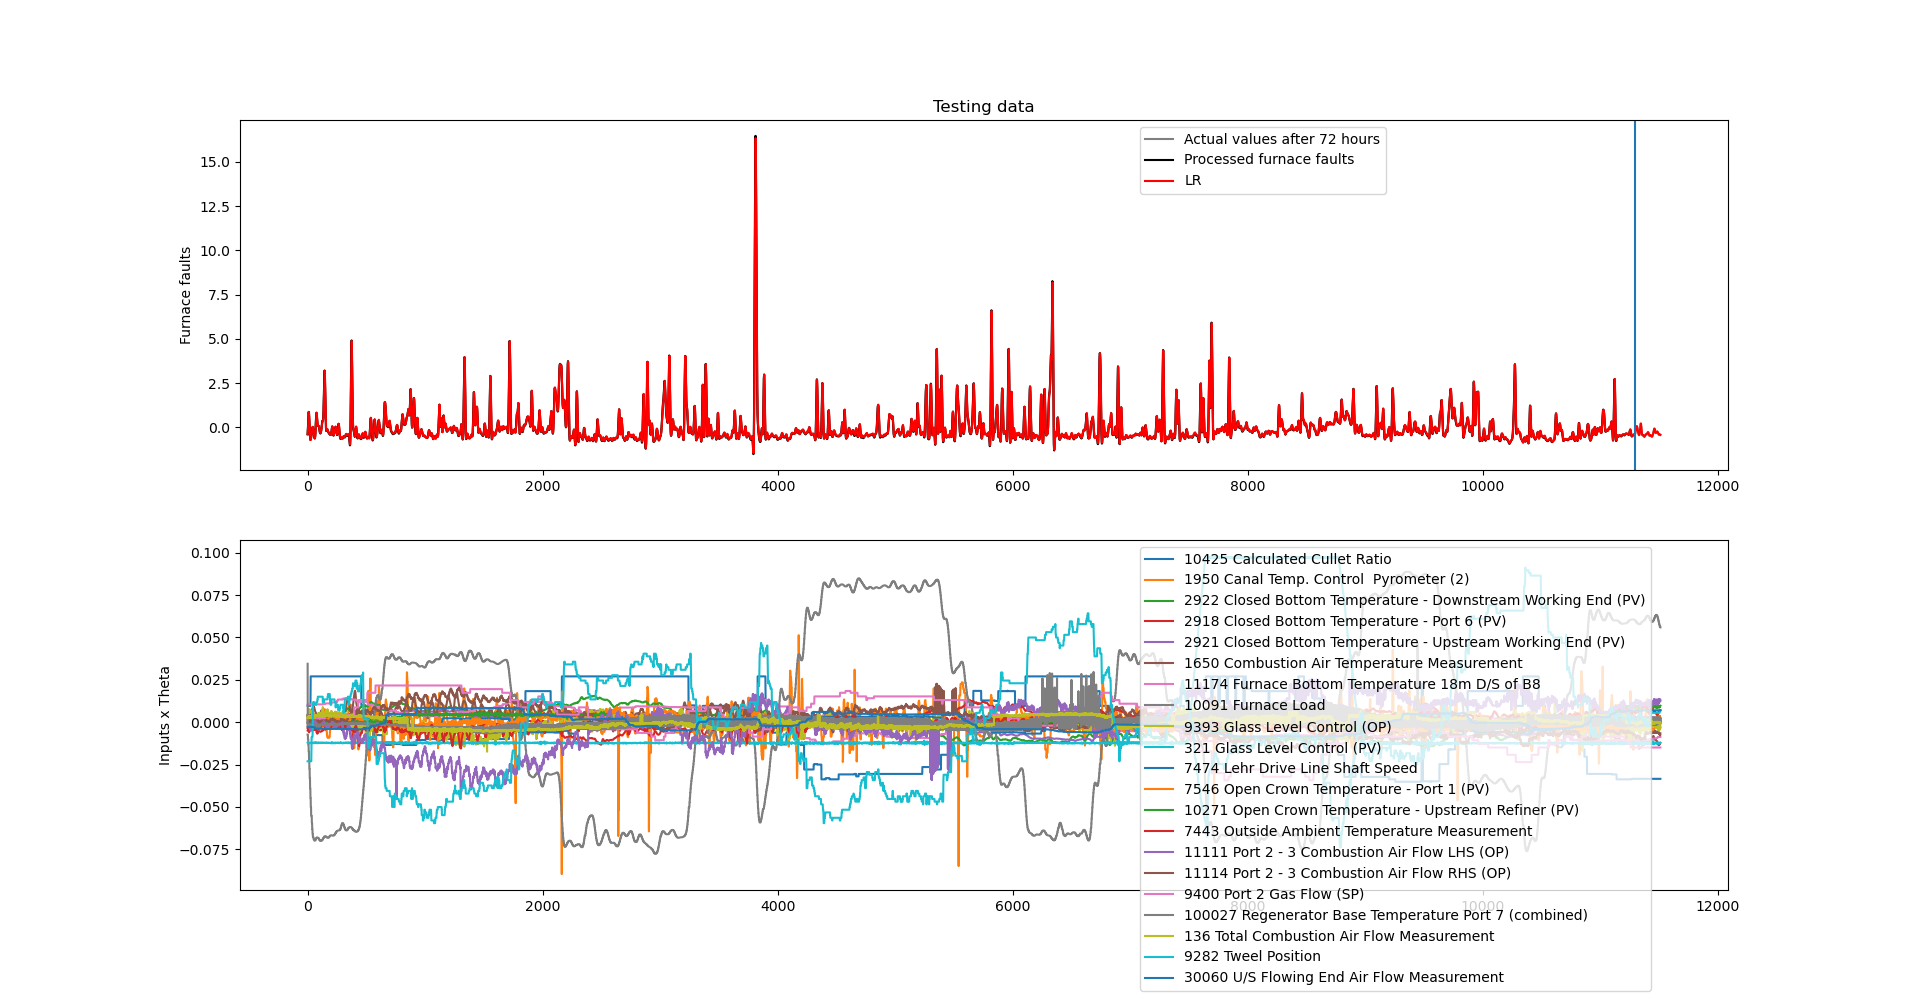 Testing data
Furnace faults
15.0
12.5
10.0
7.5
5.0
2.5
0.0
Actual values after 72 hours
Processed furnace faults
LR
0 2000 4000 6000 8000 10000 12000
Inputs x Theta
0.100
0.075
0.050
0.025
0.000
−0.025
−0.050
−0.075
10425 Calculated Cullet Ratio
1950 Canal Temp. Control  Pyrometer (2)
2922 Closed Bottom Temperature - Downstream Working End (PV)
2918 Closed Bottom Temperature - Port 6 (PV)
2921 Closed Bottom Temperature - Upstream Working End (PV)
1650 Combustion Air Temperature Measurement
11174 Furnace Bottom Temperature 18m D/S of B8
10091 Furnace Load
9393 Glass Level Control (OP)
321 Glass Level Control (PV)
7474 Lehr Drive Line Shaft Speed
7546 Open Crown Temperature - Port 1 (PV)
10271 Open Crown Temperature - Upstream Refiner (PV)
7443 Outside Ambient Temperature Measurement
11111 Port 2 - 3 Combustion Air Flow LHS (OP)
11114 Port 2 - 3 Combustion Air Flow RHS (OP)
9400 Port 2 Gas Flow (SP)
100027 Regenerator Base Temperature Port 7 (combined)
136 Total Combustion Air Flow Measurement
9282 Tweel Position
30060 U/S Flowing End Air Flow Measurement
0 2000 4000 6000 8000 10000 12000